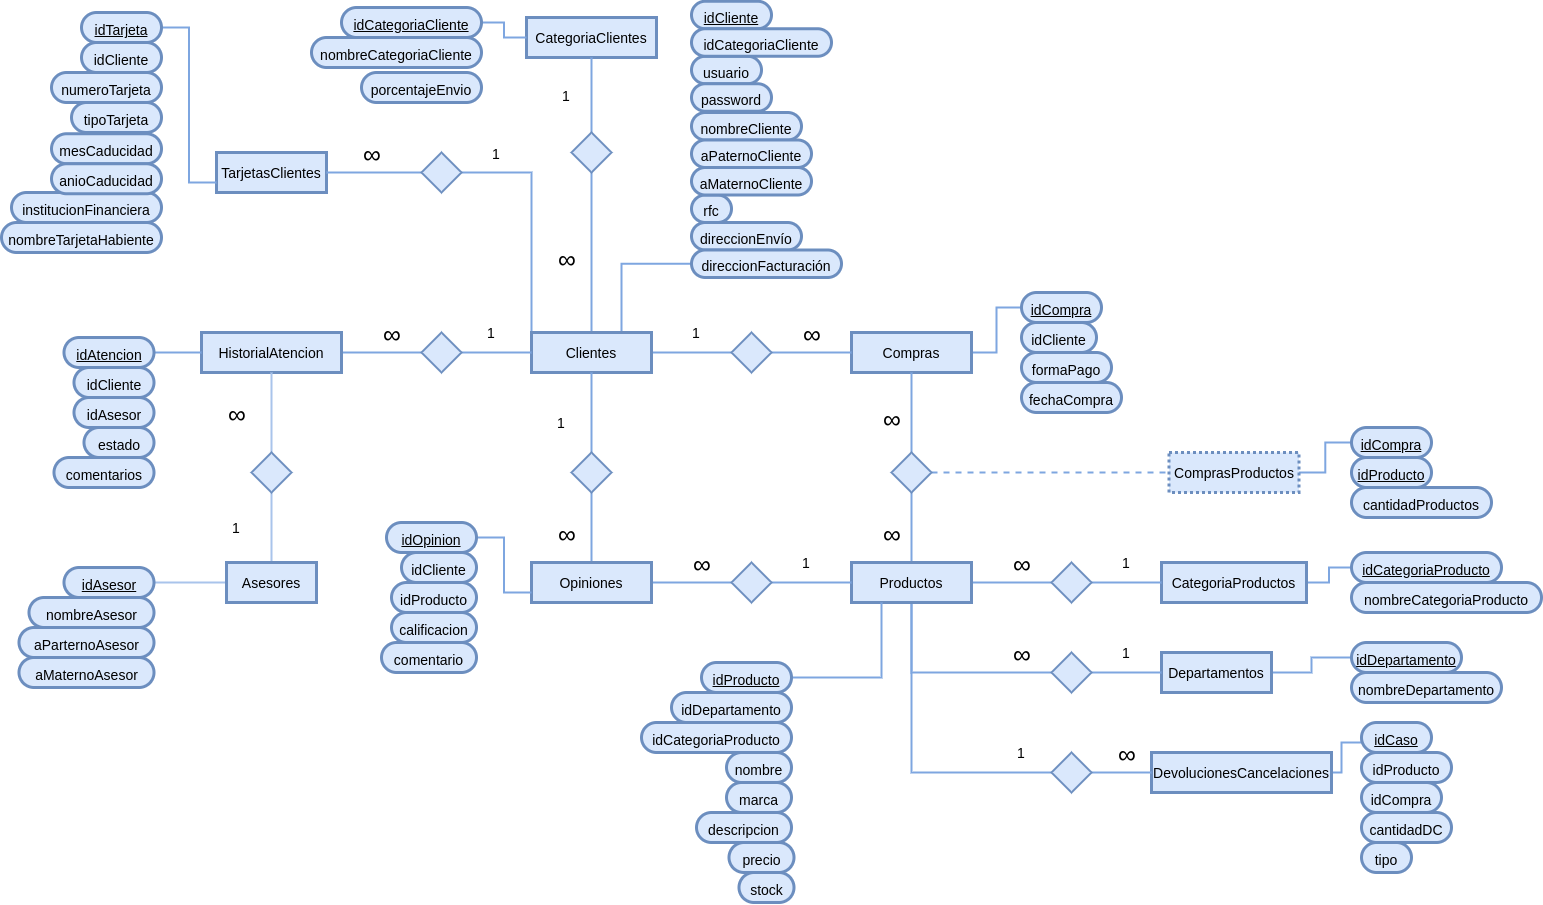 idTarjeta
idCliente
numeroTarjeta
tipoTarjeta
mesCaducidad
anioCaducidad
institucionFinanciera
nombreTarjetaHabiente
TarjetasClientes
∞
1
idCategoriaCliente
nombreCategoriaCliente
porcentajeEnvio
CategoriaClientes
1
∞
idCliente
idCategoriaCliente
usuario
password
nombreCliente
aPaternoCliente
aMaternoCliente
rfc
direccionEnvío
direccionFacturación
idAtencion
idCliente
idAsesor
estado
comentarios
HistorialAtencion
∞
1
Clientes
1
∞
Compras
idCompra
idCliente
formaPago
fechaCompra
∞
1
1
∞
∞
∞
ComprasProductos
idCompra
idProducto
cantidadProductos
idAsesor
nombreAsesor
aParternoAsesor
aMaternoAsesor
Asesores
idOpinion
idCliente
idProducto
calificacion
comentario
Opiniones
∞
1
Productos
∞
1
CategoriaProductos
idCategoriaProducto
nombreCategoriaProducto
∞
1
Departamentos
idDepartamento
nombreDepartamento
idProducto
idDepartamento
idCategoriaProducto
nombre
marca
descripcion
precio
stock
1
∞
DevolucionesCancelaciones
idCaso
idProducto
idCompra
cantidadDC
tipo